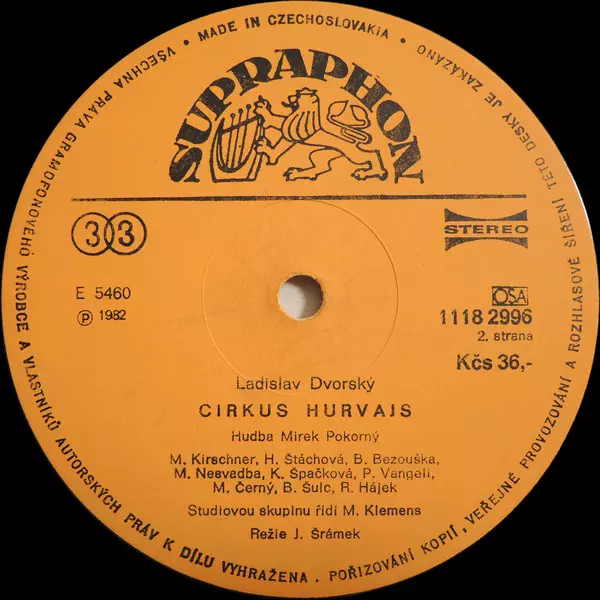 VŠECHNA PRÁVA GRAMOFONOVÉHO VÝROBCE A VLASTNÍKŮ AUTORSKÝCH PRÁV K DÍLU VYHRAŽENA . POŘIZOVÁNÍ KOPIÍ, VEŘEJNÉ PROVOZOVÁNÍ A ROZHLASOVÉ ŠÍŘENÍ TÉTO DESKY JE ZAKÁZÁNO
• MADE IN CZECHOSLOVAKIA •
SUPRAPHON
33
STEREO
E 5460
℗ 1982
OSA
1118 2996
2. strana
Kčs 36,-
Ladislav Dvorský
CIRKUS HURVAJS
Hudba Mirek Pokorný
M. Kirschner, H. Štáchová, B. Bezouška,
M. Nesvadba, K. Špačková, P. Vangeli,
M. Černý, B. Šulc, R. Hájek
Studiovou skupinu řídí M. Klemens
Režie J. Šrámek